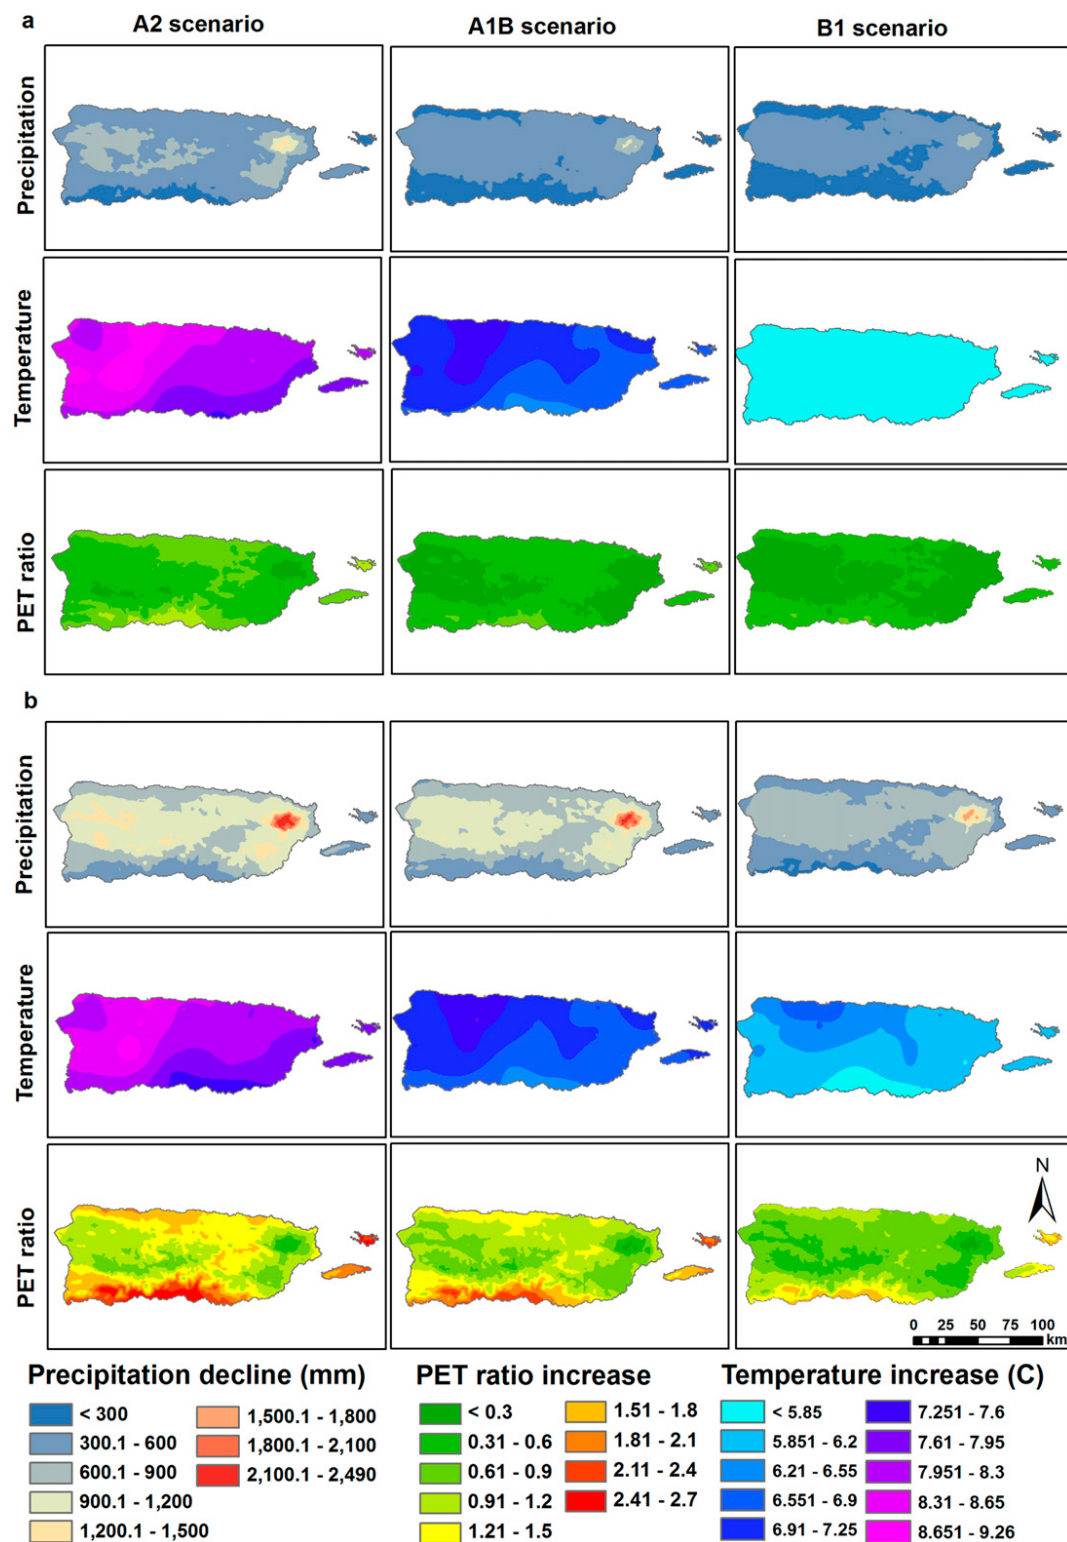 a
A2 scenario
A1B scenario
B1 scenario
Precipitation
Temperature
PET ratio
b
Precipitation
Temperature
PET ratio
N
0 25 50 75 100
km
Precipitation decline (mm)
< 300
300.1 - 600
600.1 - 900
900.1 - 1,200
1,200.1 - 1,500
1,500.1 - 1,800
1,800.1 - 2,100
2,100.1 - 2,490
PET ratio increase
< 0.3
0.31 - 0.6
0.61 - 0.9
0.91 - 1.2
1.21 - 1.5
1.51 - 1.8
1.81 - 2.1
2.11 - 2.4
2.41 - 2.7
Temperature increase (C)
< 5.85
5.851 - 6.2
6.21 - 6.55
6.551 - 6.9
6.91 - 7.25
7.251 - 7.6
7.61 - 7.95
7.951 - 8.3
8.31 - 8.65
8.651 - 9.26